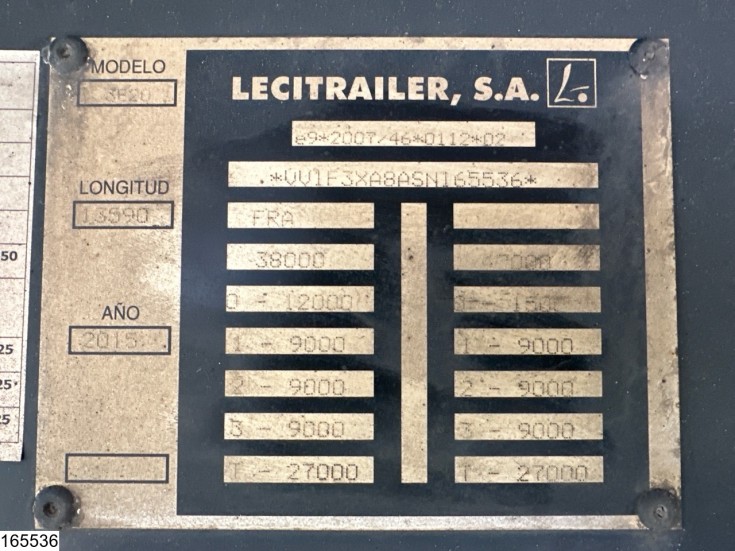 MODELO
3E20
LONGITUD
13590
AÑO
2015
LECITRAILER, S.A. L.
e9*2007/46*0112*02
*VV1F3XA8ASN165536*
FRA
38000
0 - 12000
1 - 9000 1 - 9000
2 - 9000 2 - 9000
3 - 9000 3 - 9000
T - 27000 T - 27000
50
25
25
25
165536